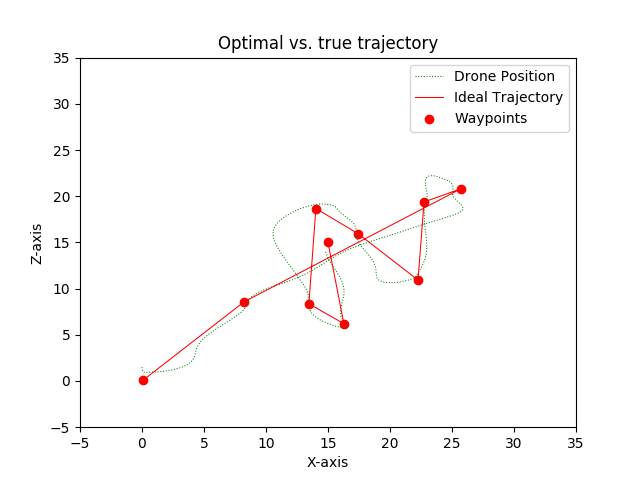 Optimal vs. true trajectory
Drone Position
Ideal Trajectory
Waypoints
35
30
25
20
15
10
5
0
−5
Z-axis
−5 0 5 10 15 20 25 30 35
X-axis